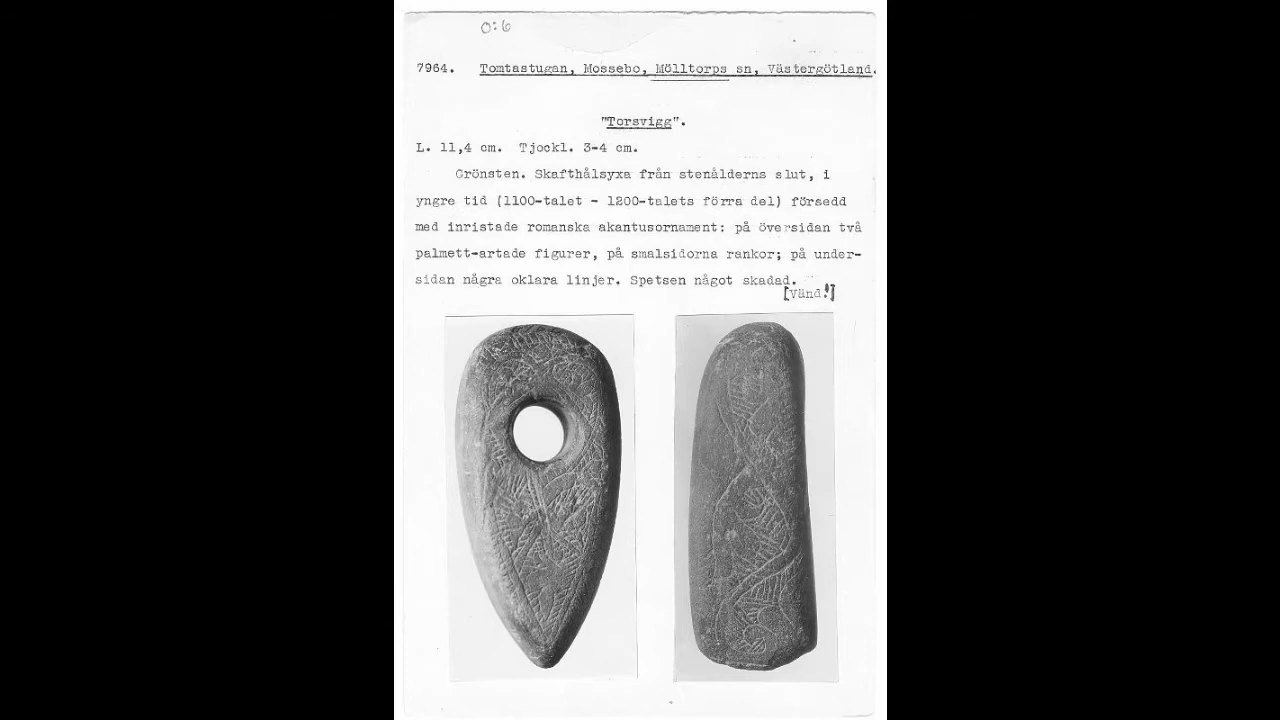 O:6
7964. Tomtastugan, Mossebo, Mölltorps sn, Västergötland.
"Torsvigg".
L. 11,4 cm. Tjockl. 3-4 cm.
Grönsten. Skafthålsyxa från stenålderns slut, i
yngre tid (1100-talet - 1200-talets förra del) försedd
med inristade romanska akantusornament: på översidan två
palmett-artade figurer, på smalsidorna rankor; på under-
sidan några oklara linjer. Spetsen något skadad.
[Vänd!]